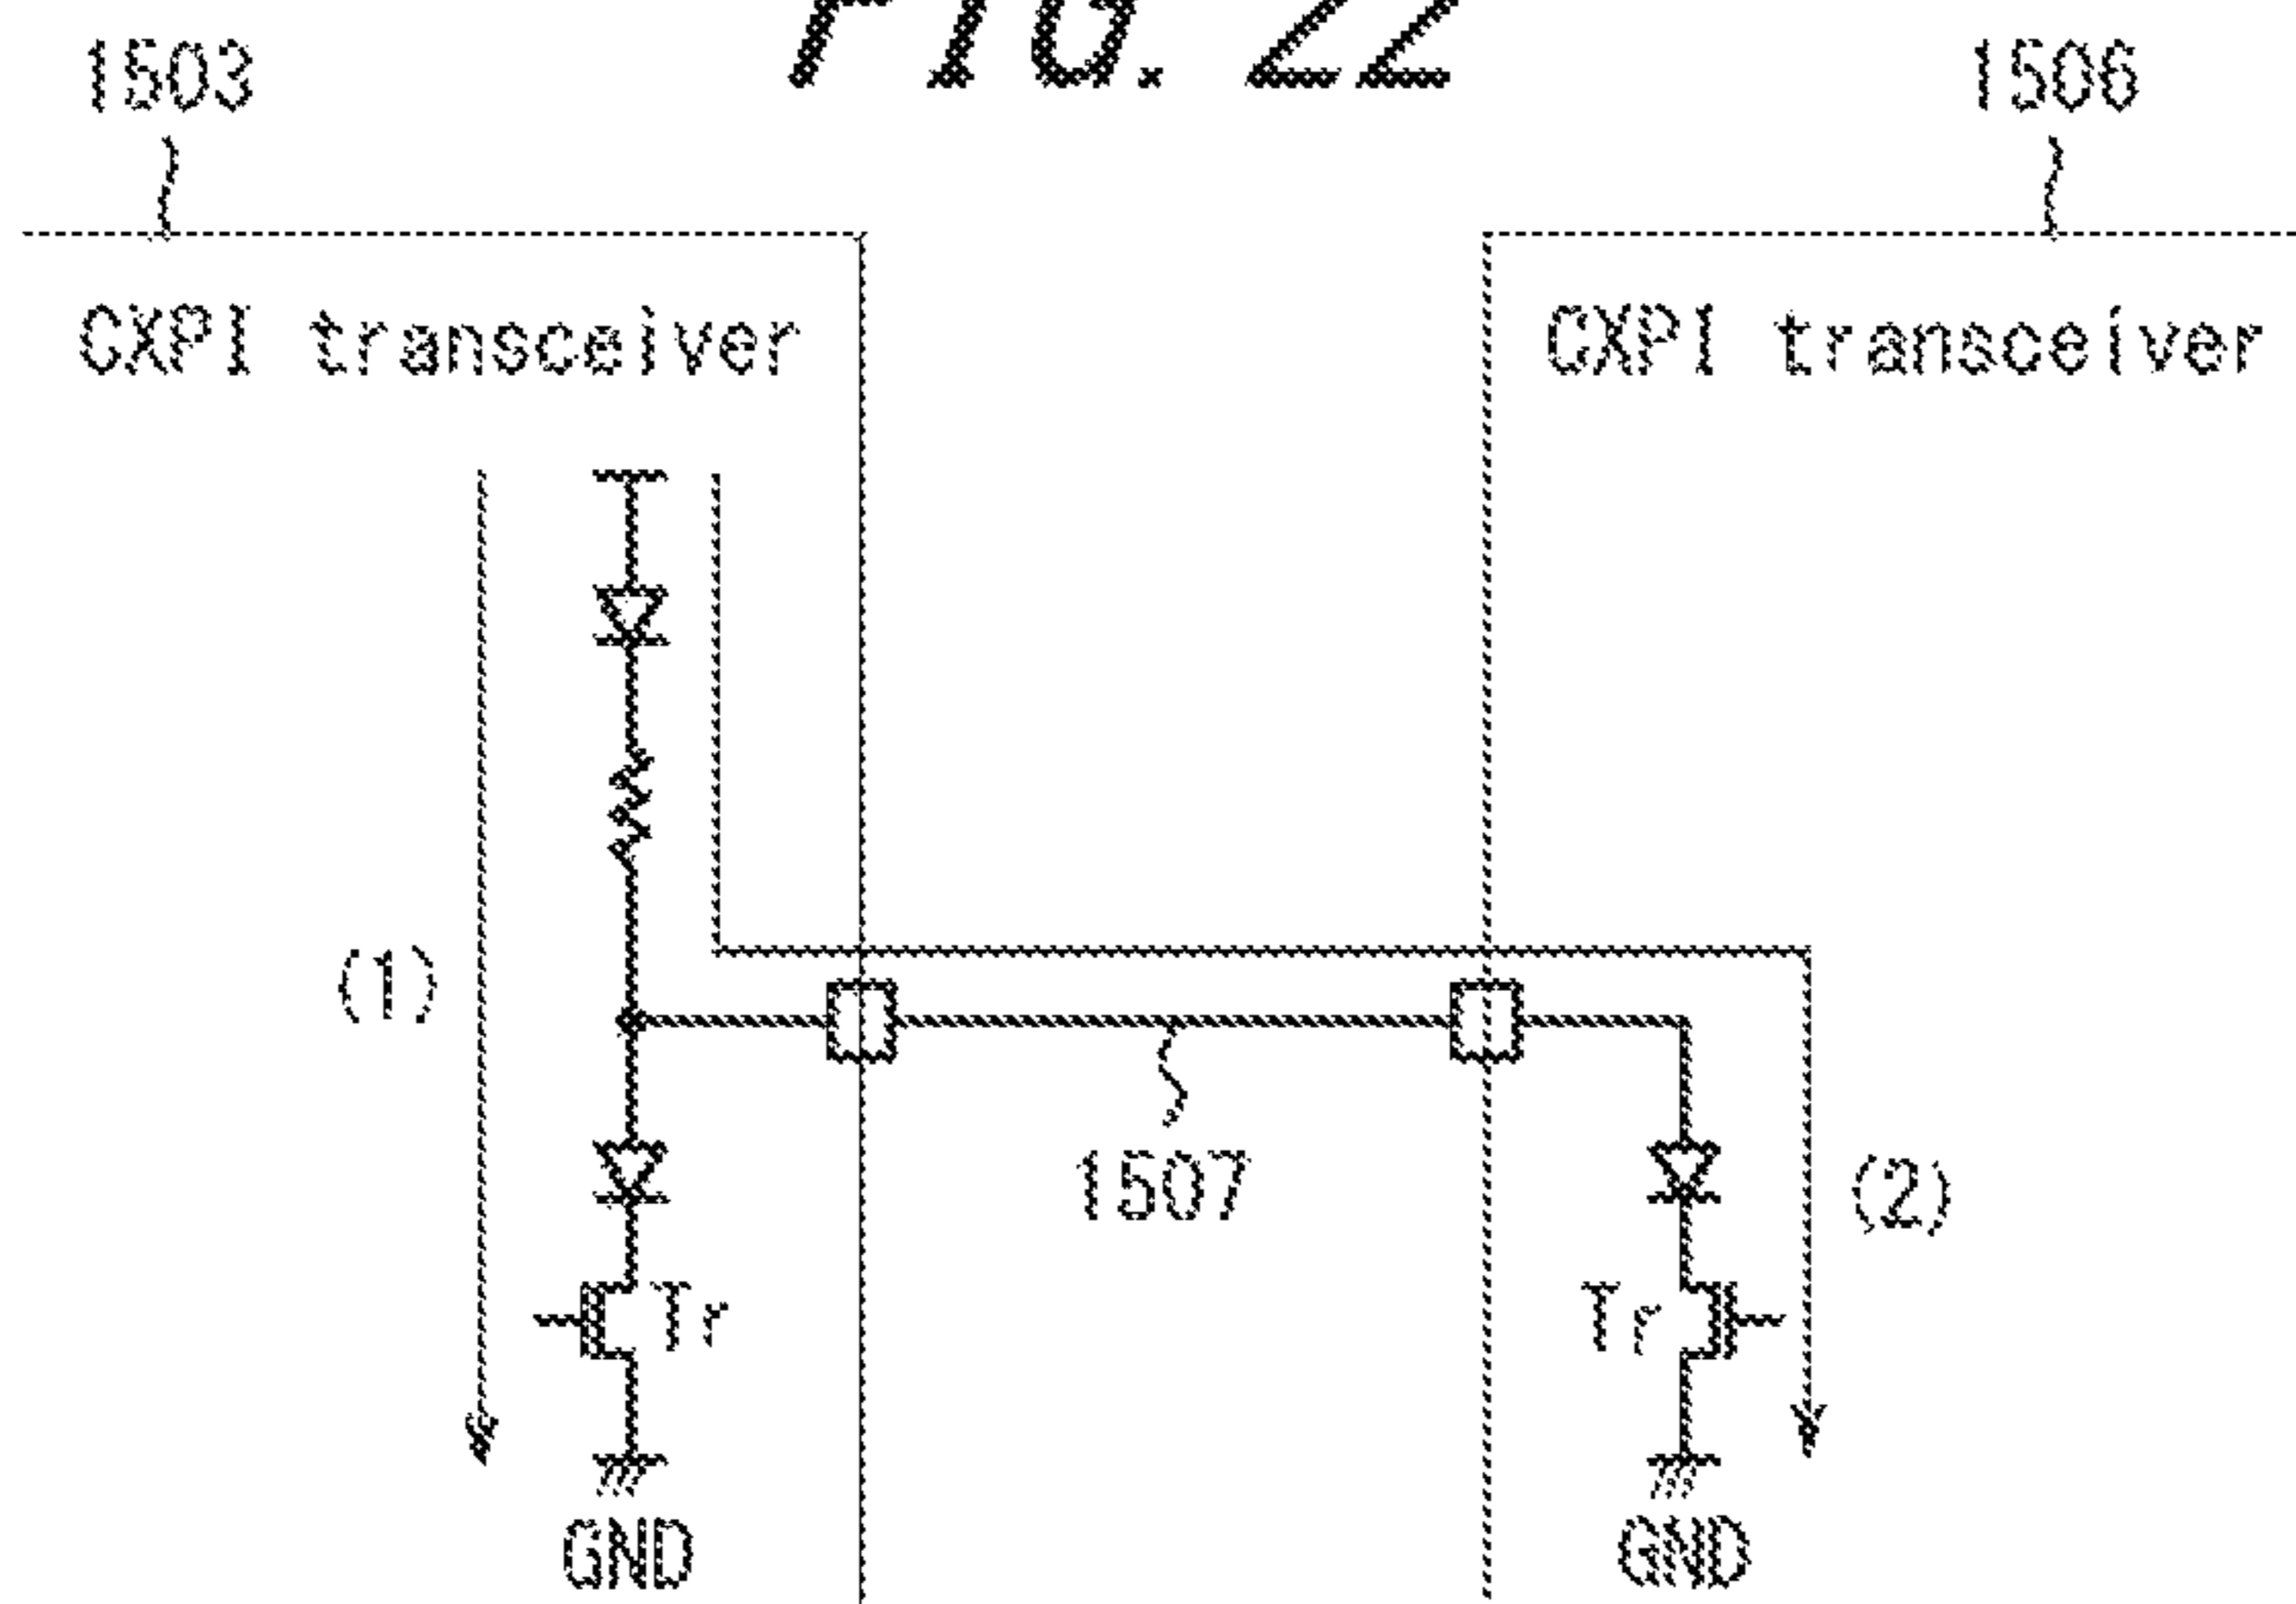 FIG. 22
1503
1506
CXPI transceiver
CXPI transceiver
(1)
1507
(2)
Tr
Tr
GND
GND